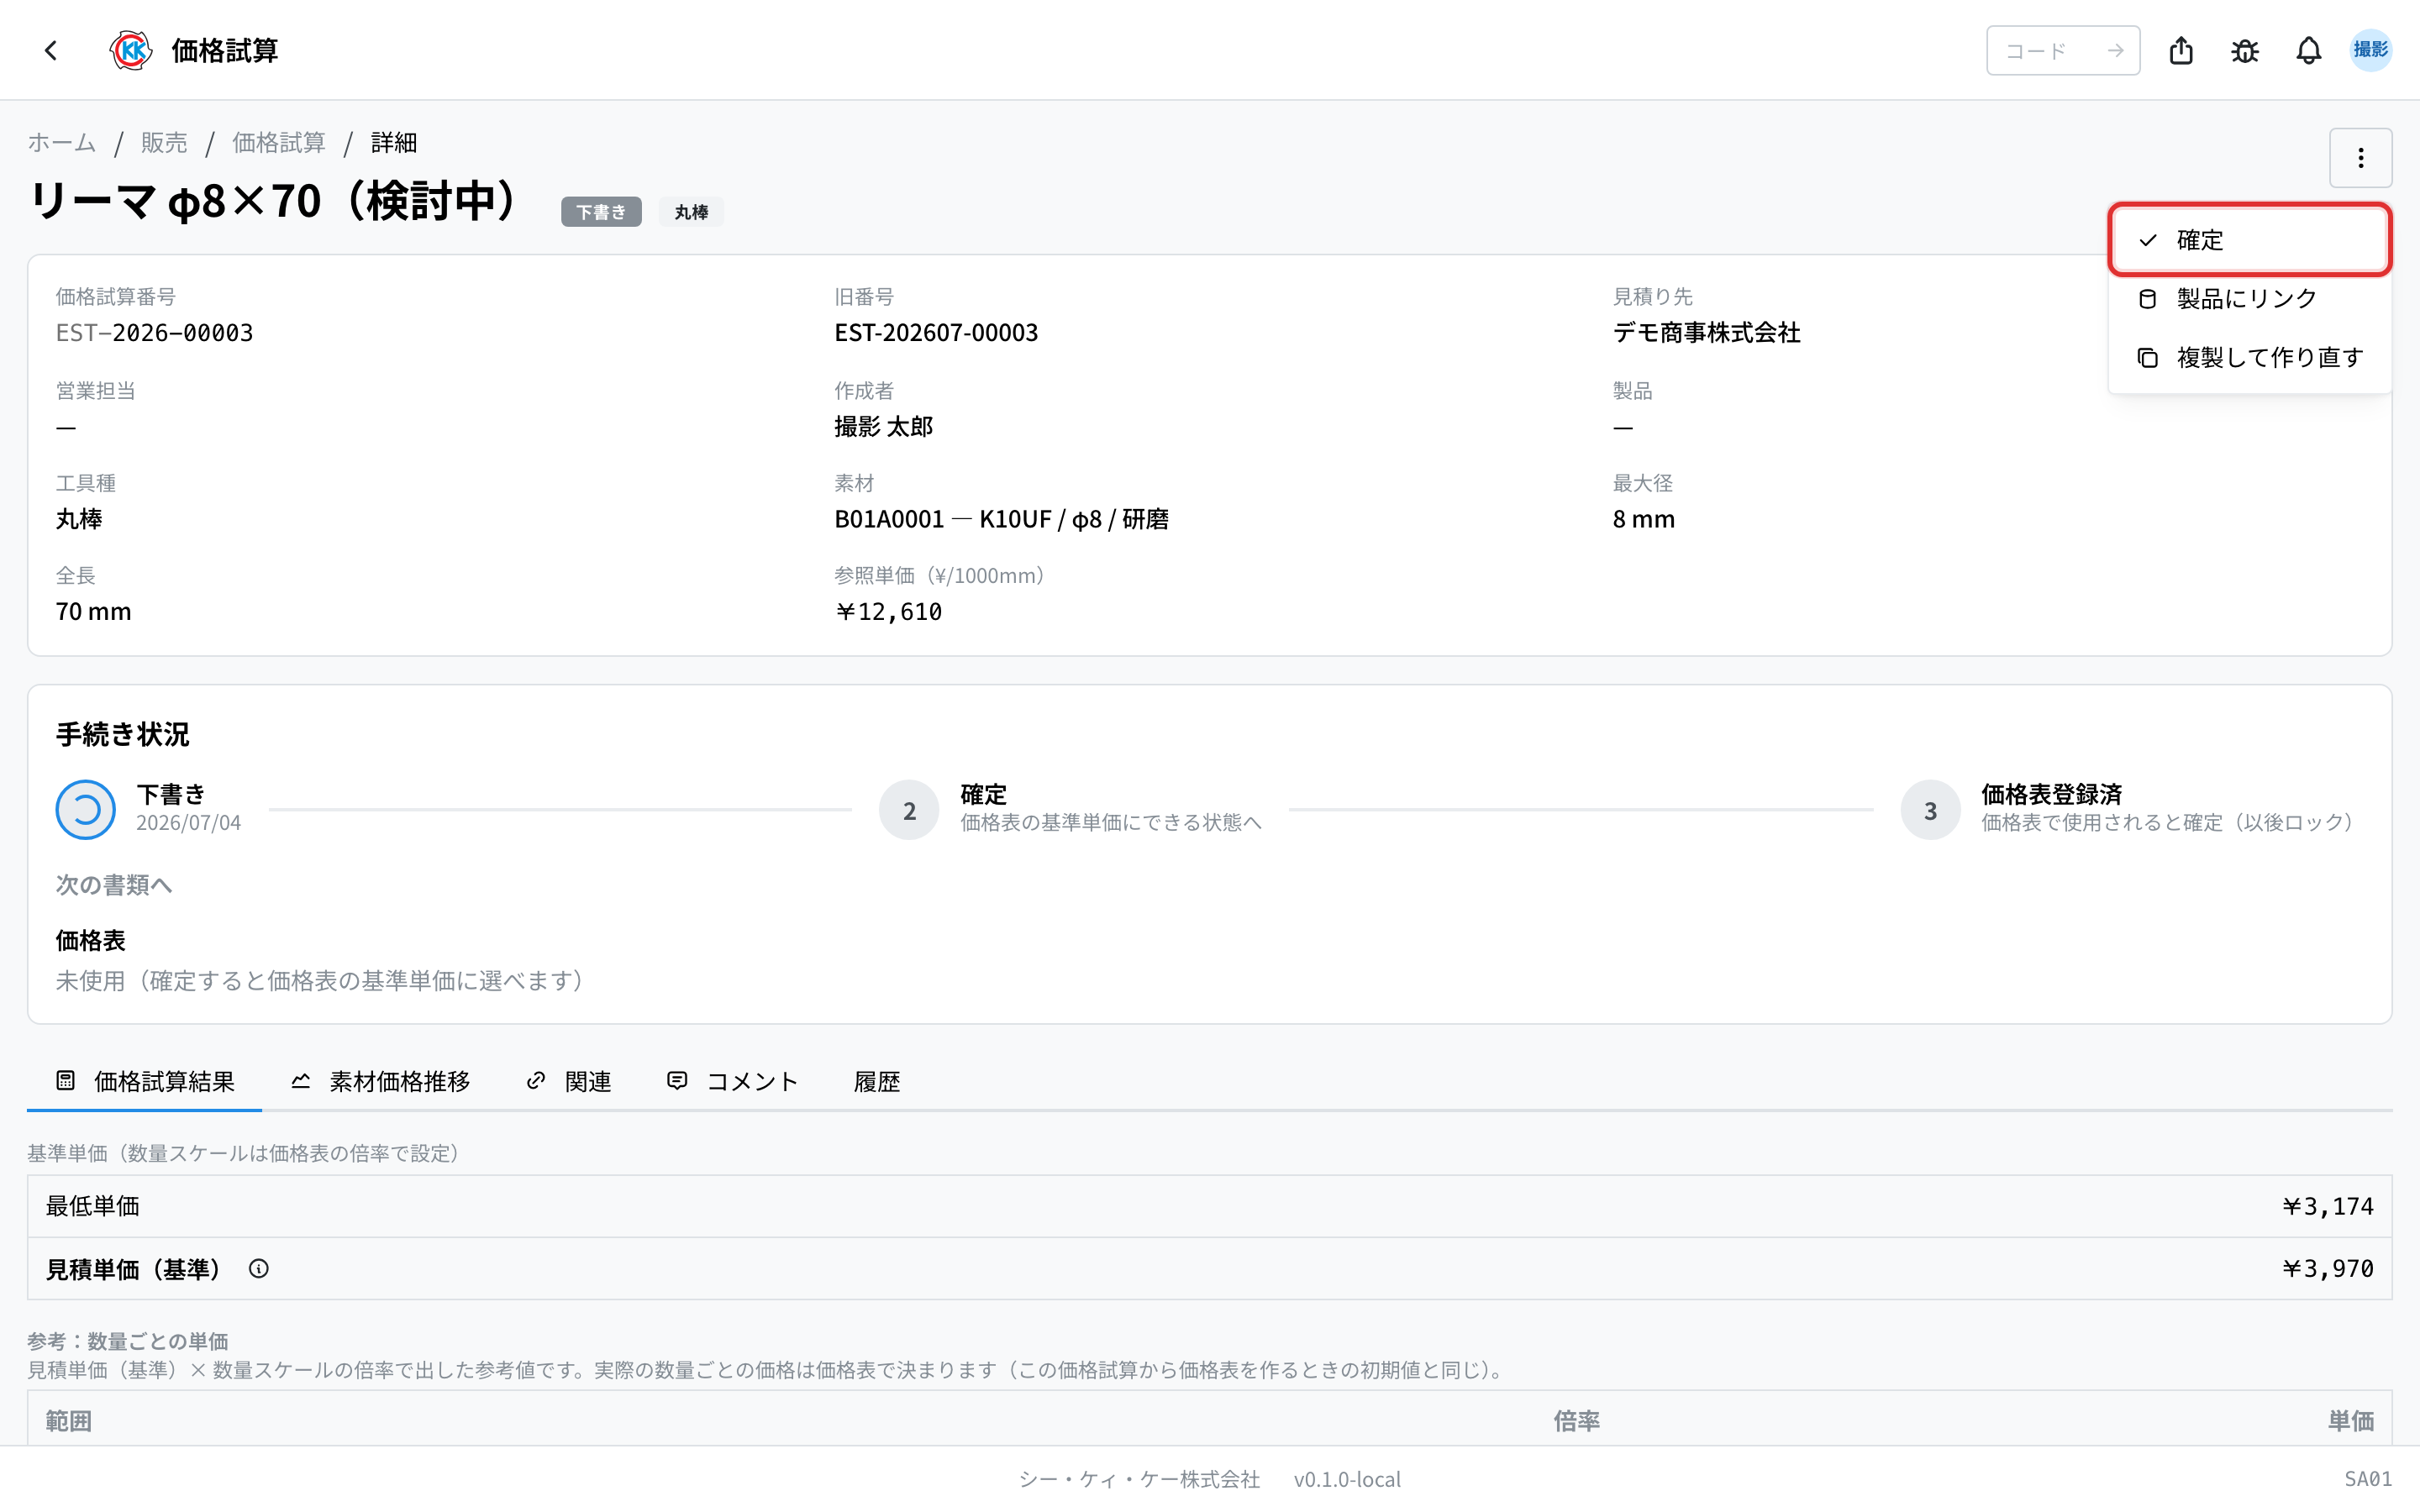 KK 価格試算
コード
撮影
ホーム / 販売 / 価格試算 / 詳細
リーマ φ8×70（検討中） 下書き 丸棒
確定
製品にリンク
複製して作り直す
価格試算番号
EST-2026-00003
旧番号
EST-202607-00003
見積り先
デモ商事株式会社
営業担当
—
作成者
撮影 太郎
製品
—
工具種
丸棒
素材
B01A0001 — K10UF / φ8 / 研磨
最大径
8 mm
全長
70 mm
参照単価（¥/1000mm）
￥12,610
手続き状況
下書き
2026/07/04
2
確定
価格表の基準単価にできる状態へ
3
価格表登録済
価格表で使用されると確定（以後ロック）
次の書類へ
価格表
未使用（確定すると価格表の基準単価に選べます）
価格試算結果 素材価格推移 関連 コメント 履歴
基準単価（数量スケールは価格表の倍率で設定）
最低単価 ￥3,174
見積単価（基準） ￥3,970
参考：数量ごとの単価
見積単価（基準）× 数量スケールの倍率で出した参考値です。実際の数量ごとの価格は価格表で決まります（この価格試算から価格表を作るときの初期値と同じ）。
範囲 倍率 単価
シー・ケィ・ケー株式会社 v0.1.0-local SA01